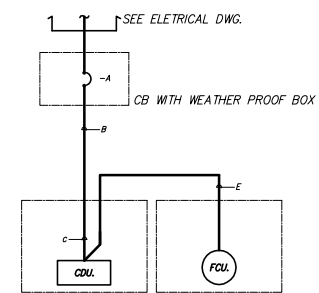 SEE ELETRICAL DWG.
-A
CB WITH WEATHER PROOF BOX
B
E
C
CDU.
FCU.